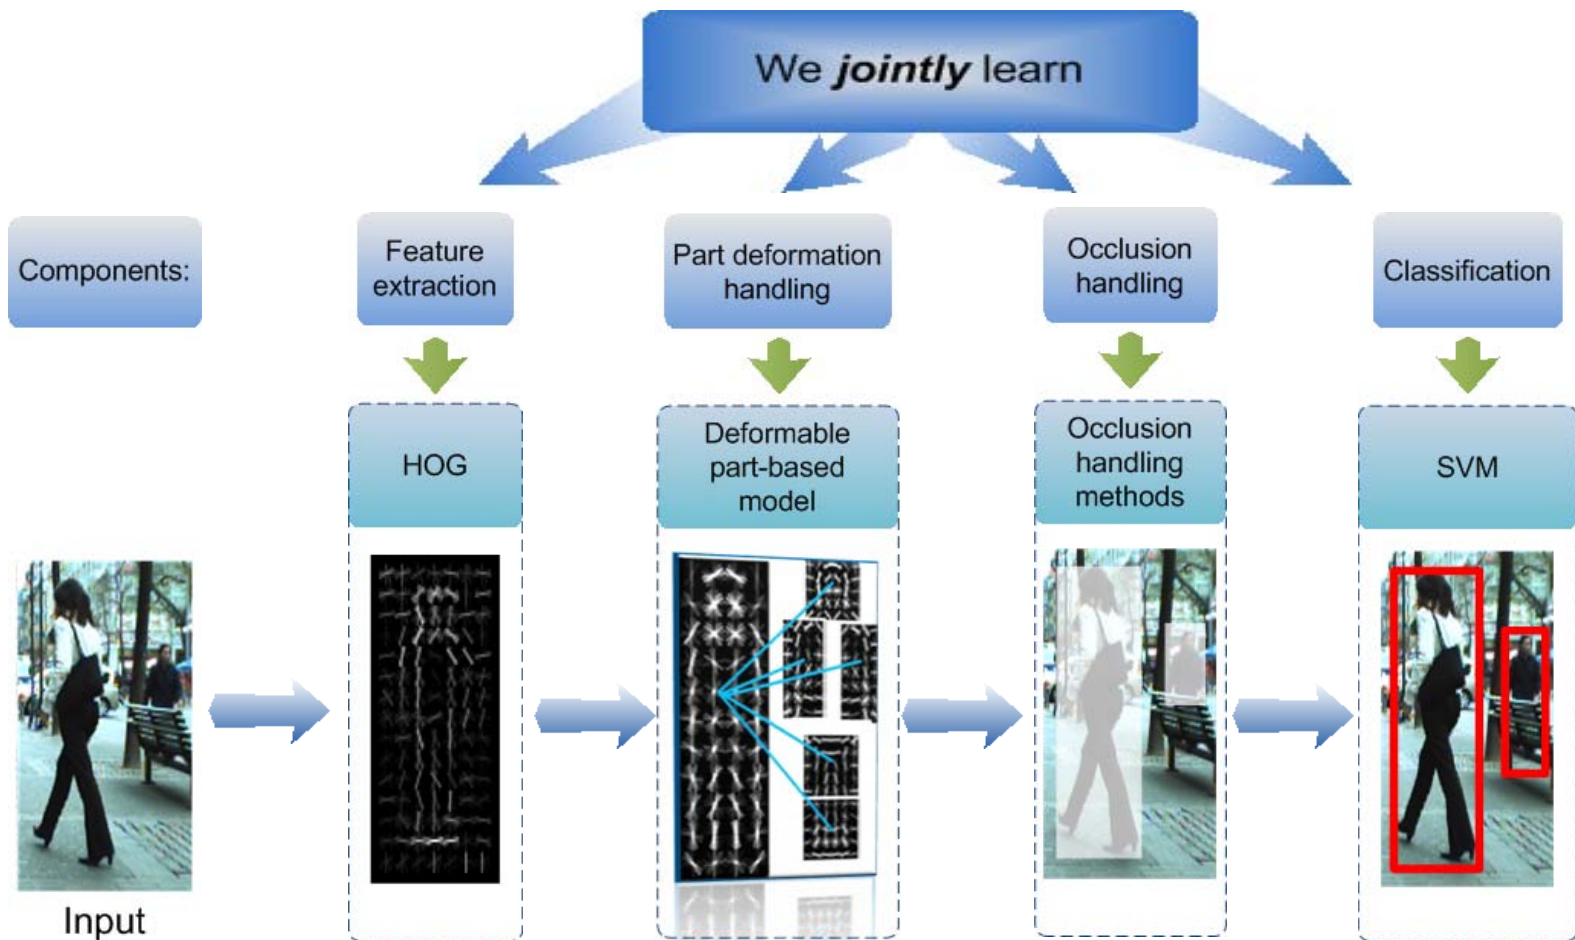 We jointly learn
Components:
Feature
extraction
Part deformation
handling
Occlusion
handling
Classification
HOG
Deformable
part-based
model
Occlusion
handling
methods
SVM
Input